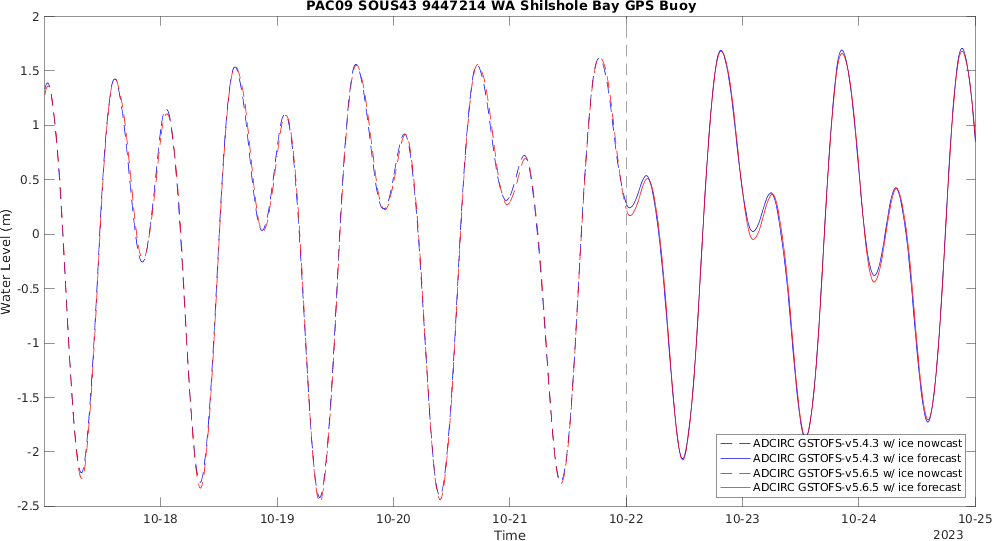 PAC09 SOUS43 9447214 WA Shilshole Bay GPS Buoy
Water Level (m)
2
1.5
1
0.5
0
-0.5
-1
-1.5
-2
-2.5
10-18
10-19
10-20
10-21
10-22
10-23
10-24
10-25
Time
2023
ADCIRC GSTOFS-v5.4.3 w/ ice nowcast
ADCIRC GSTOFS-v5.4.3 w/ ice forecast
ADCIRC GSTOFS-v5.6.5 w/ ice nowcast
ADCIRC GSTOFS-v5.6.5 w/ ice forecast